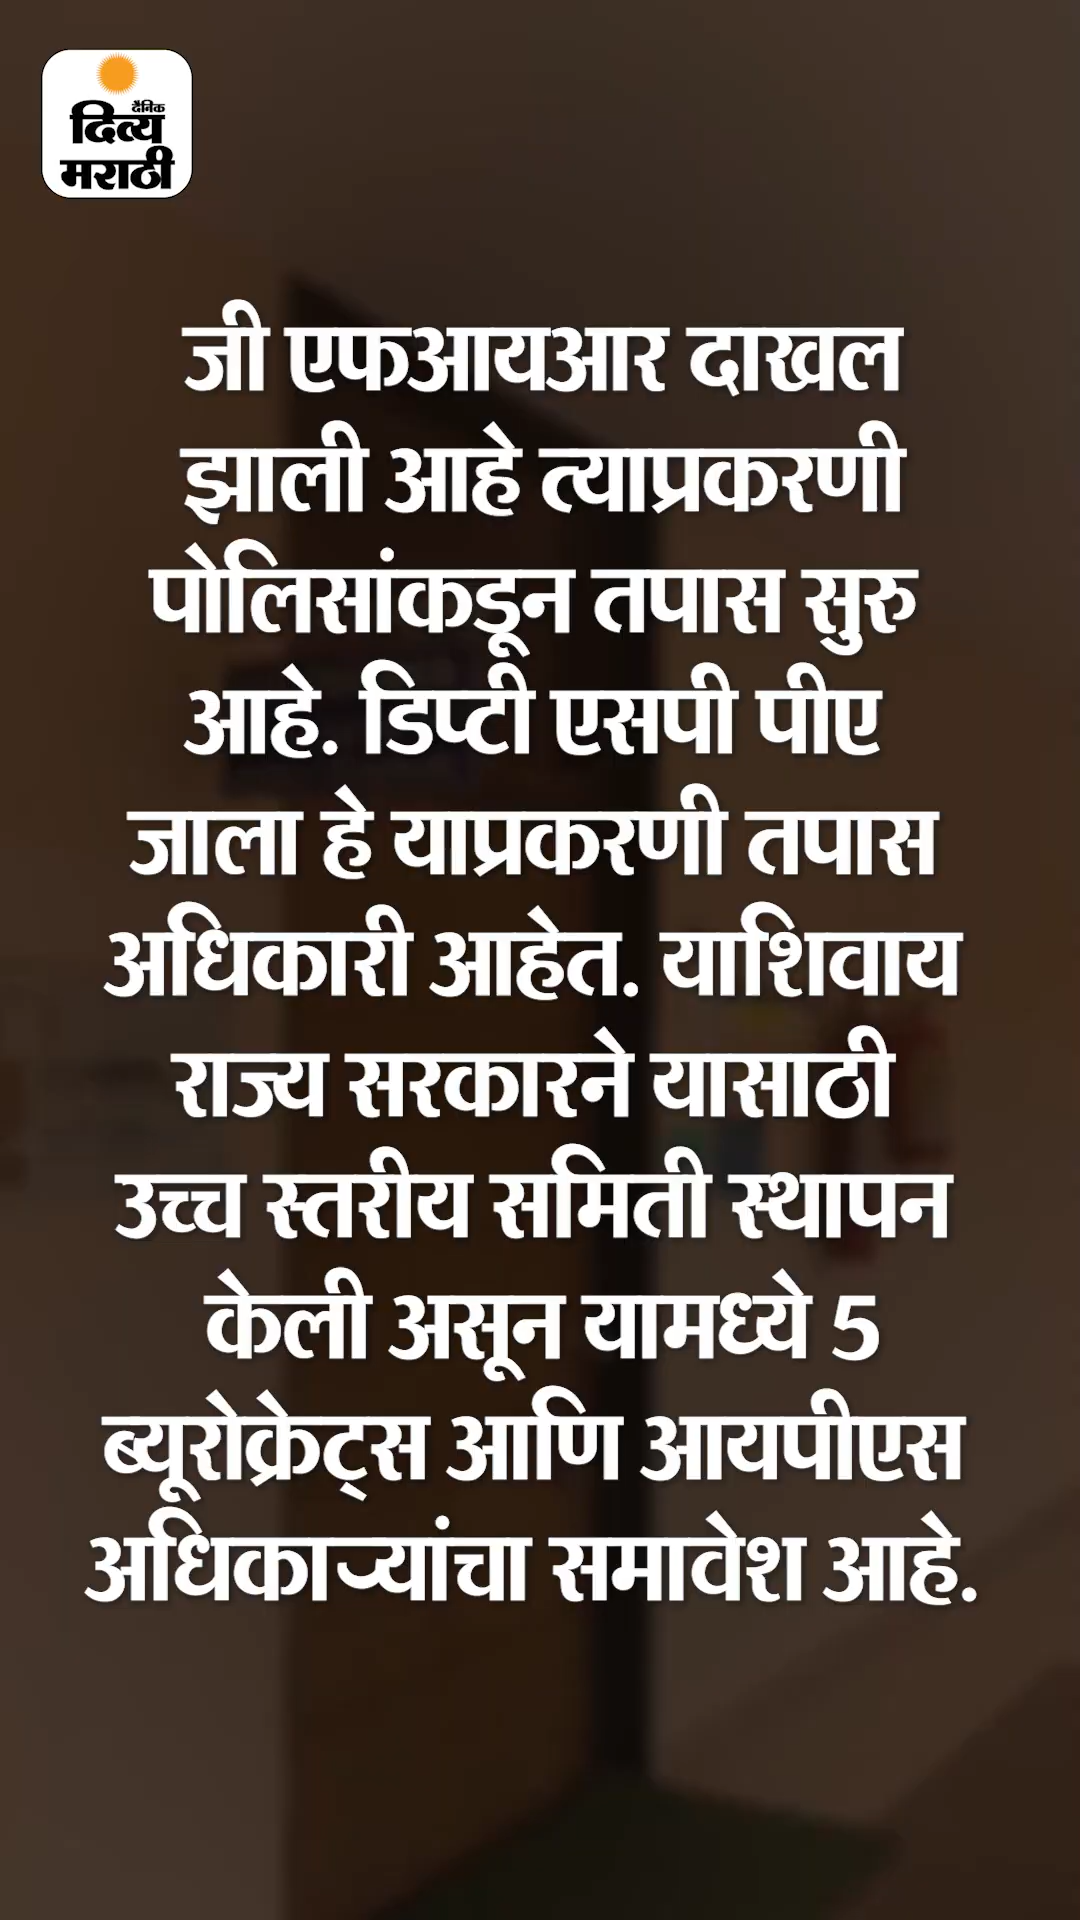 दैनिक
दिव्य
मराठी
जी एफआयआर दाखल
झाली आहे त्याप्रकरणी
पोलिसांकडून तपास सुरु
आहे. डिप्टी एसपी पीए
जाला हे याप्रकरणी तपास
अधिकारी आहेत. याशिवाय
राज्य सरकारने यासाठी
उच्च स्तरीय समिती स्थापन
केली असून यामध्ये 5
ब्यूरोक्रेट्स आणि आयपीएस
अधिकाऱ्यांचा समावेश आहे.